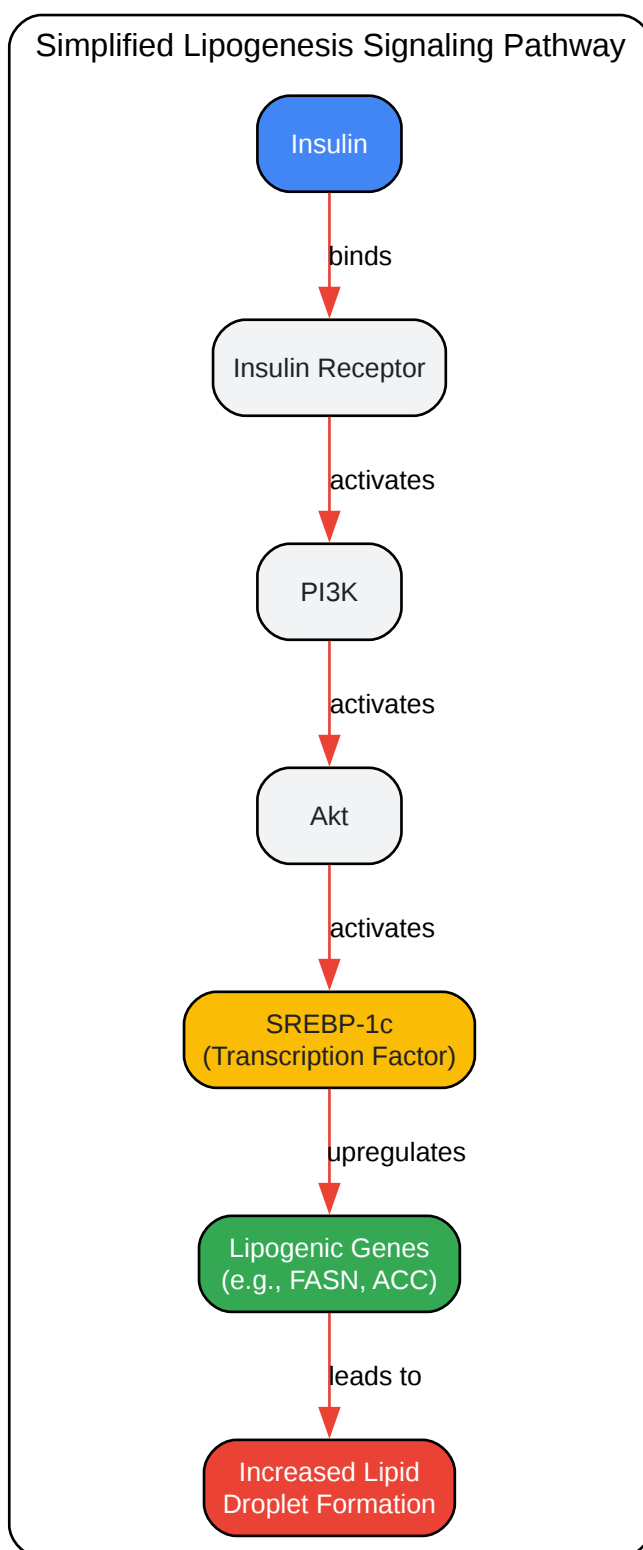 Simplified Lipogenesis Signaling Pathway
Insulin
binds
Insulin Receptor
activates
PI3K
activates
Akt
activates
SREBP-1c
(Transcription Factor)
upregulates
Lipogenic Genes
(e.g., FASN, ACC)
leads to
Increased Lipid
Droplet Formation